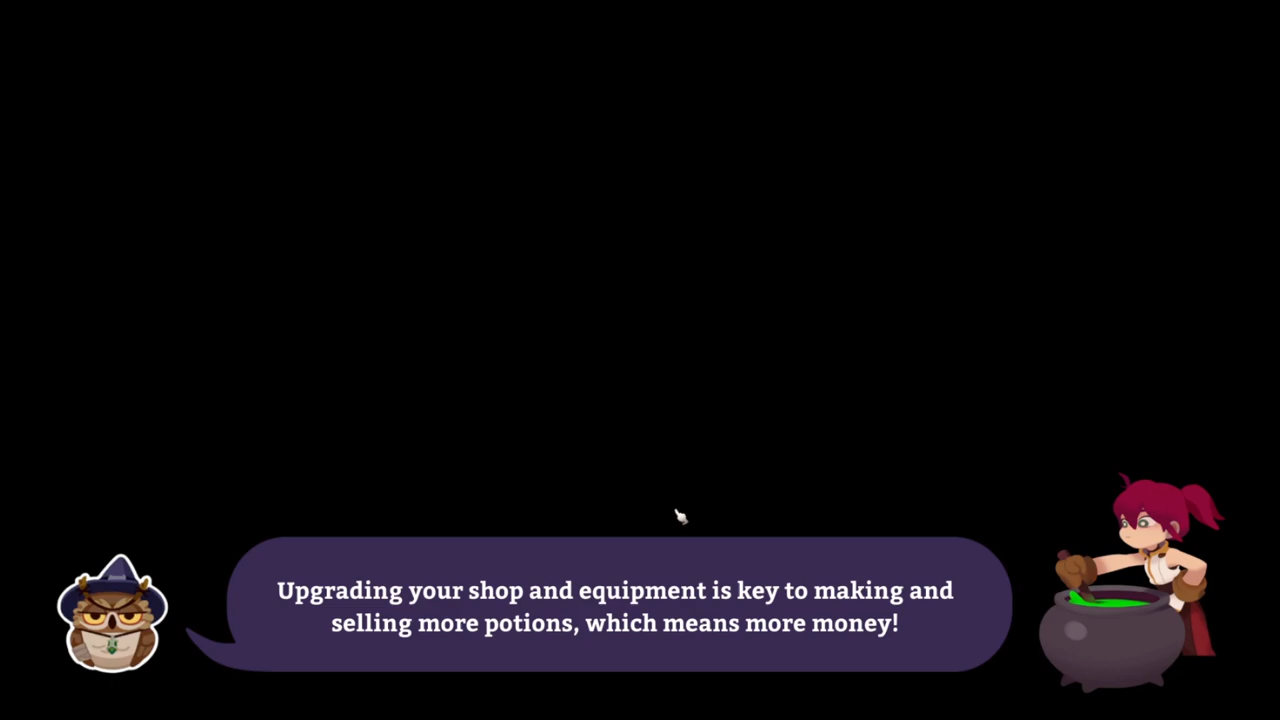 Upgrading your shop and equipment is key to making and
selling more potions, which means more money!